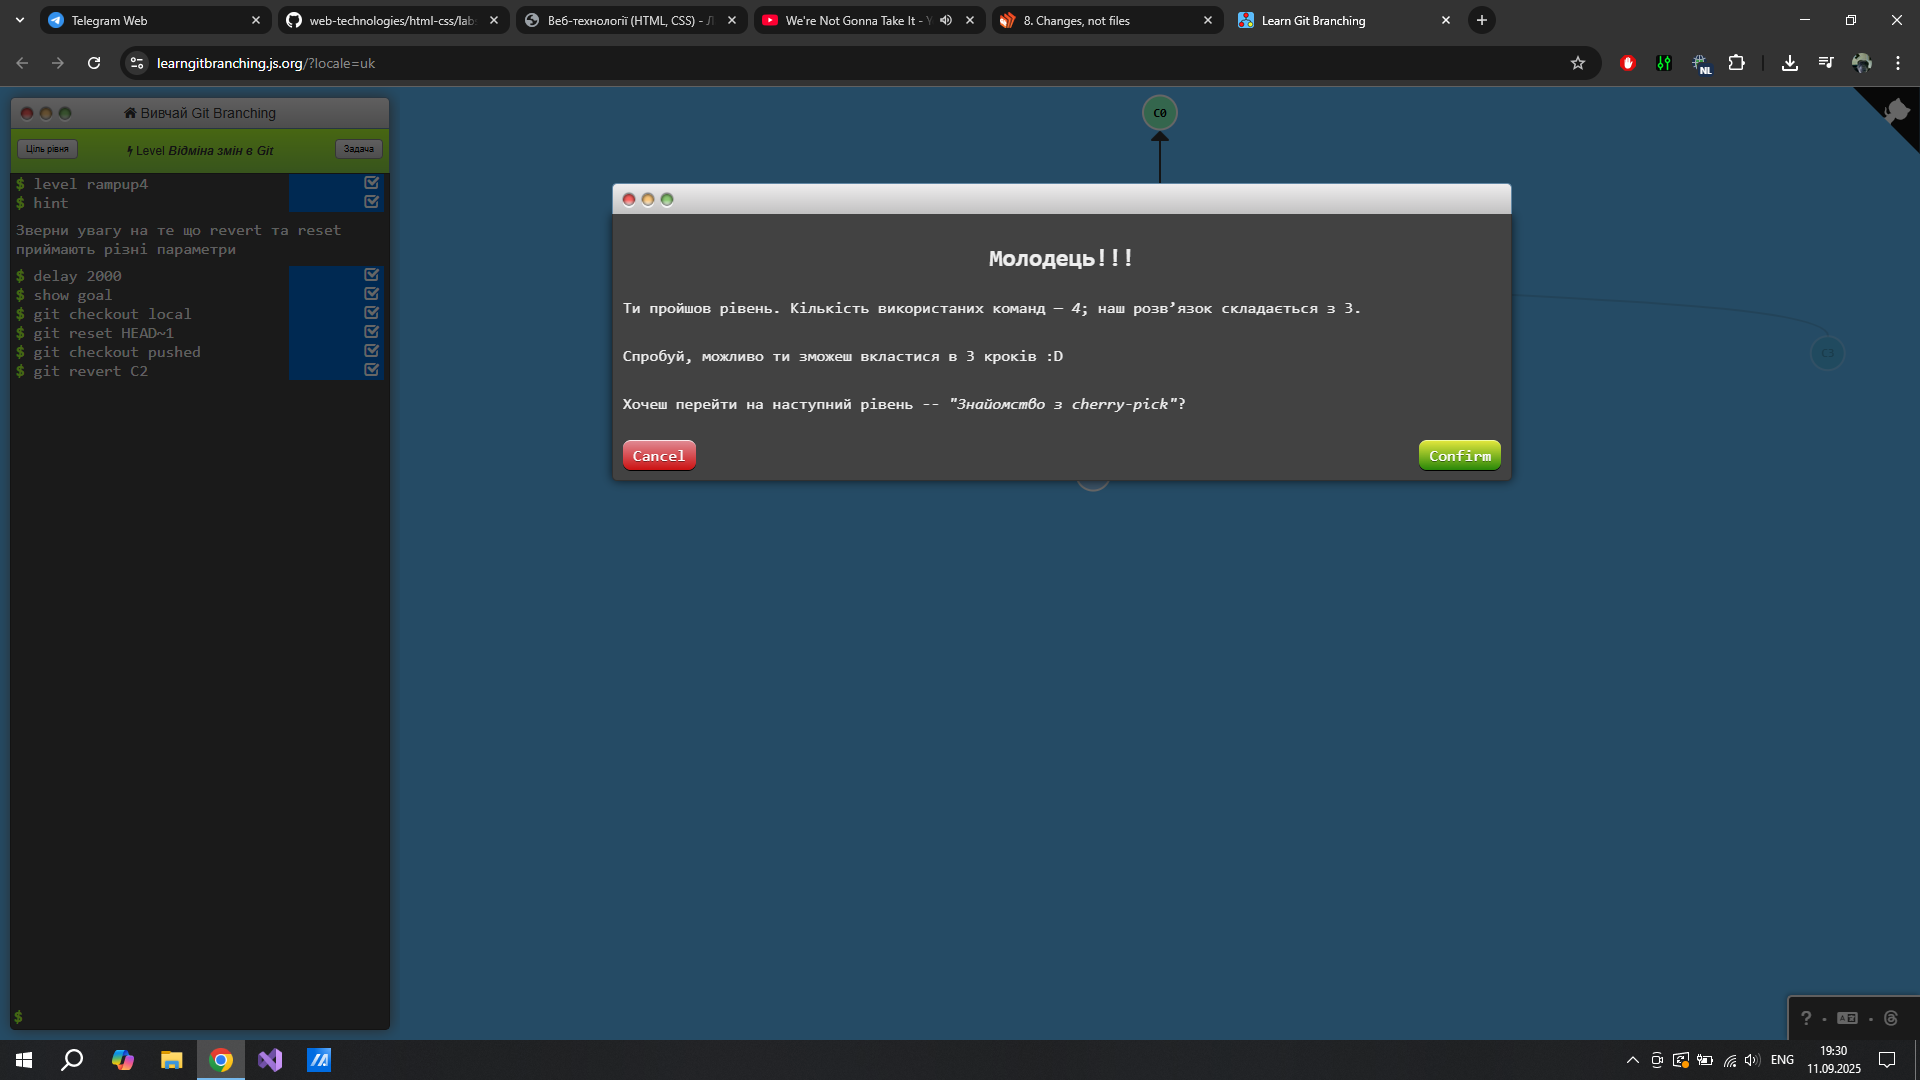 Telegram Web
web-technologies/html-css/lab
Веб-технології (HTML, CSS) - Л
We're Not Gonna Take It - Y
8. Changes, not files
Learn Git Branching
learngitbranching.js.org/?locale=uk
NL
Вивчай Git Branching
Ціль рівня
Level Відміна змін в Git
Задача
$ level rampup4
$ hint
Зверни увагу на те що revert та reset
приймають різні параметри
$ delay 2000
$ show goal
$ git checkout local
$ git reset HEAD~1
$ git checkout pushed
$ git revert C2
$
C0
C3
Молодець!!!
Ти пройшов рівень. Кількість використаних команд — 4; наш розв’язок складається з 3.
Спробуй, можливо ти зможеш вкластися в 3 кроків :D
Хочеш перейти на наступний рівень -- "Знайомство з cherry-pick"?
Cancel
Confirm
?
ENG
19:30
11.09.2025